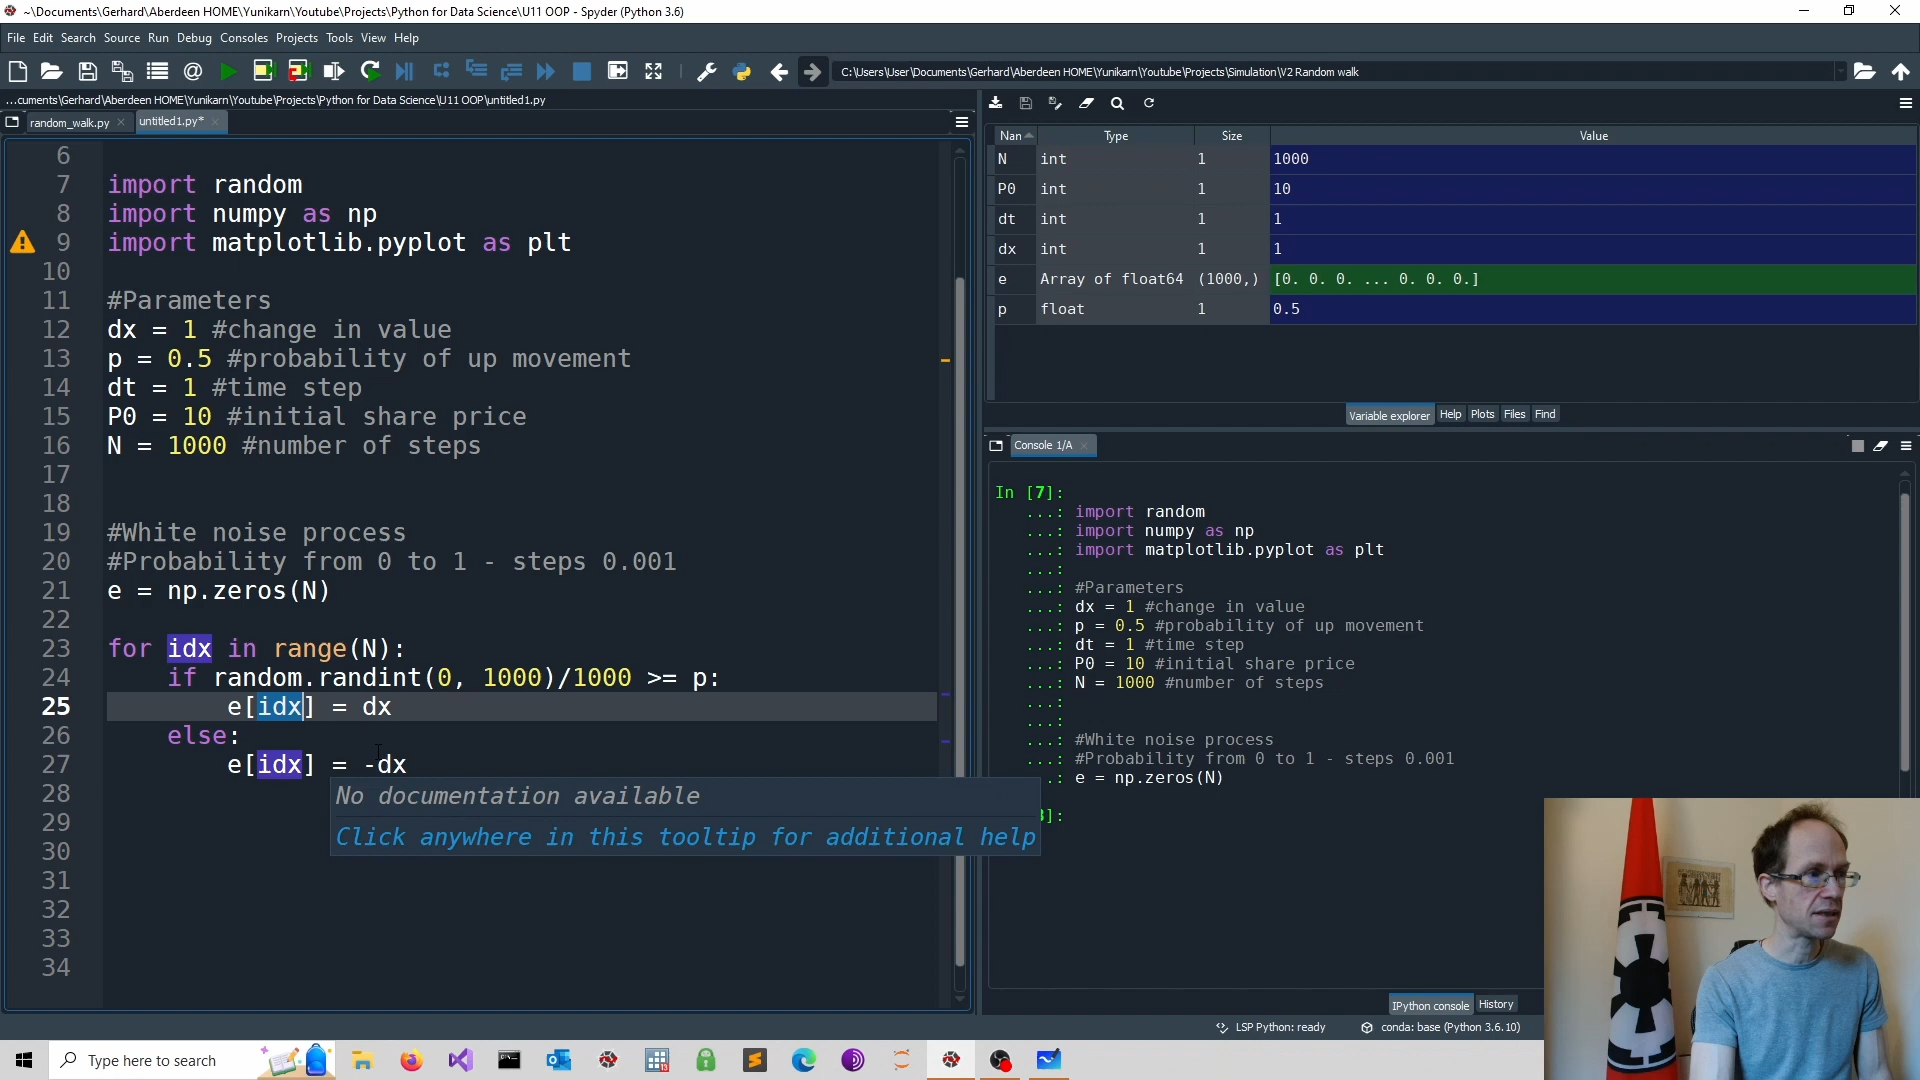 ~\Documents\Gerhard\Aberdeen HOME\Yunikarn\Youtube\Projects\Python for Data Science\U11 OOP - Spyder (Python 3.6)
File Edit Search Source Run Debug Consoles Projects Tools View Help
C:\Users\User\Documents\Gerhard\Aberdeen HOME\Yunikarn\Youtube\Projects\Simulation\V2 Random walk
...cuments\Gerhard\Aberdeen HOME\Yunikarn\Youtube\Projects\Python for Data Science\U11 OOP\untitled1.py
random_walk.py untitled1.py*
6
7 import random
8 import numpy as np
9 import matplotlib.pyplot as plt
10
11 #Parameters
12 dx = 1 #change in value
13 p = 0.5 #probability of up movement
14 dt = 1 #time step
15 P0 = 10 #initial share price
16 N = 1000 #number of steps
17
18
19 #White noise process
20 #Probability from 0 to 1 - steps 0.001
21 e = np.zeros(N)
22
23 for idx in range(N):
24 if random.randint(0, 1000)/1000 >= p:
25 e[idx] = dx
26 else:
27 e[idx] = -dx
28
29
30
31
32
33
34
No documentation available
Click anywhere in this tooltip for additional help
Nan Type Size Value
N int 1 1000
P0 int 1 10
dt int 1 1
dx int 1 1
e Array of float64 (1000,) [0. 0. 0. ... 0. 0. 0.]
p float 1 0.5
Variable explorer Help Plots Files Find
Console 1/A
In [7]:
...: import random
...: import numpy as np
...: import matplotlib.pyplot as plt
...:
...: #Parameters
...: dx = 1 #change in value
...: p = 0.5 #probability of up movement
...: dt = 1 #time step
...: P0 = 10 #initial share price
...: N = 1000 #number of steps
...:
...:
...: #White noise process
...: #Probability from 0 to 1 - steps 0.001
.: e = np.zeros(N)
]:
IPython console History
LSP Python: ready conda: base (Python 3.6.10)
Type here to search